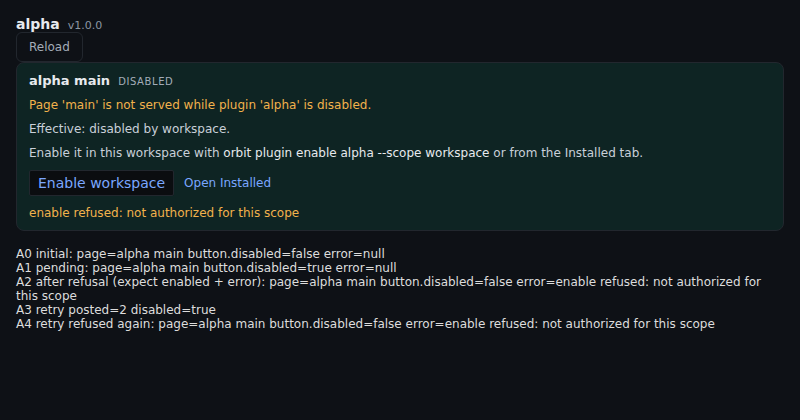 alpha v1.0.0
Reload
alpha main DISABLED
Page 'main' is not served while plugin 'alpha' is disabled.
Effective: disabled by workspace.
Enable it in this workspace with orbit plugin enable alpha --scope workspace or from the Installed tab.
Enable workspace Open Installed
enable refused: not authorized for this scope
A0 initial: page=alpha main button.disabled=false error=null
A1 pending: page=alpha main button.disabled=true error=null
A2 after refusal (expect enabled + error): page=alpha main button.disabled=false error=enable refused: not authorized for
this scope
A3 retry posted=2 disabled=true
A4 retry refused again: page=alpha main button.disabled=false error=enable refused: not authorized for this scope